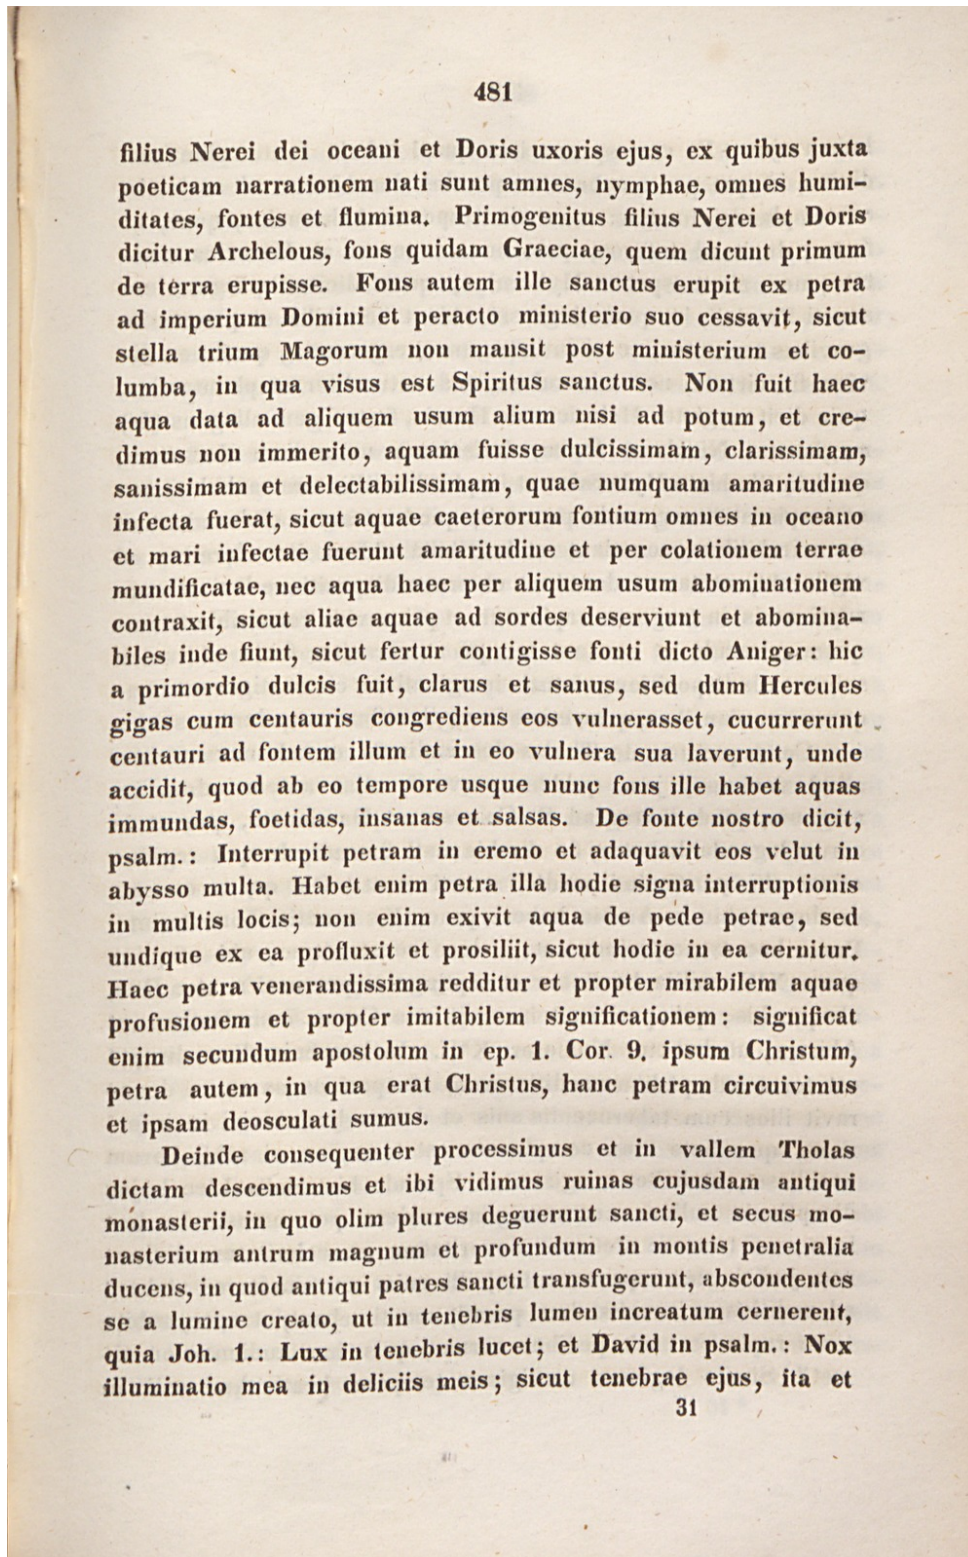 481
filius Nerei dei oceani et Doris uxoris ejus, ex quibus juxta
poeticam narrationem nati sunt amnes, nymphae, omnes humi–
ditates, fontes et flumina. Primogenitus filius Nerei et Doris
dicitur Archelous, fons quidam Graeciae, quem dicunt primum
de terra erupisse. Fons autem ille sanctus erupit ex petra
ad imperium Domini et peracto ministerio suo cessavit, sicut
stella trium Magorum non mansit post ministerium et co–
lumba, in qua visus est Spiritus sanctus. Non fuit haec
aqua data ad aliquem usum alium nisi ad potum, et cre–
dimus non immerito, aquam fuisse dulcissimam, clarissimam,
sanissimam et delectabilissimam, quae numquam amaritudine
infecta fuerat, sicut aquae caeterorum fontium omnes in oceano
et mari infectae fuerunt amaritudine et per colationem terrae
mundificatae, nec aqua haec per aliquem usum abominationem
contraxit, sicut aliae aquae ad sordes deserviunt et abomina–
biles inde fiunt, sicut fertur contigisse fonti dicto Aniger: hic
a primordio dulcis fuit, clarus et sanus, sed dum Hercules
gigas cum centauris congrediens eos vulnerasset, cucurrerunt
centauri ad fontem illum et in eo vulnera sua laverunt, unde
accidit, quod ab eo tempore usque nunc fons ille habet aquas
immundas, foetidas, insanas et salsas. De fonte nostro dicit,
psalm.: Interrupit petram in eremo et adaquavit eos velut in
abysso multa. Habet enim petra illa hodie signa interruptionis
in multis locis; non enim exivit aqua de pede petrae, sed
undique ex ea profluxit et prosiliit, sicut hodie in ea cernitur.
Haec petra venerandissima redditur et propter mirabilem aquae
profusionem et propter imitabilem significationem: significat
enim secundum apostolum in ep. 1. Cor. 9. ipsum Christum,
petra autem, in qua erat Christus, hanc petram circuivimus
et ipsam deosculati sumus.
Deinde consequenter processimus et in vallem Tholas
dictam descendimus et ibi vidimus ruinas cujusdam antiqui
monasterii, in quo olim plures deguerunt sancti, et secus mo–
nasterium antrum magnum et profundum in montis penetralia
ducens, in quod antiqui patres sancti transfugerunt, abscondentes
se a lumine creato, ut in tenebris lumen increatum cernerent,
quia Joh. 1.: Lux in tenebris lucet; et David in psalm.: Nox
illuminatio mea in deliciis meis; sicut tenebrae ejus, ita et
31